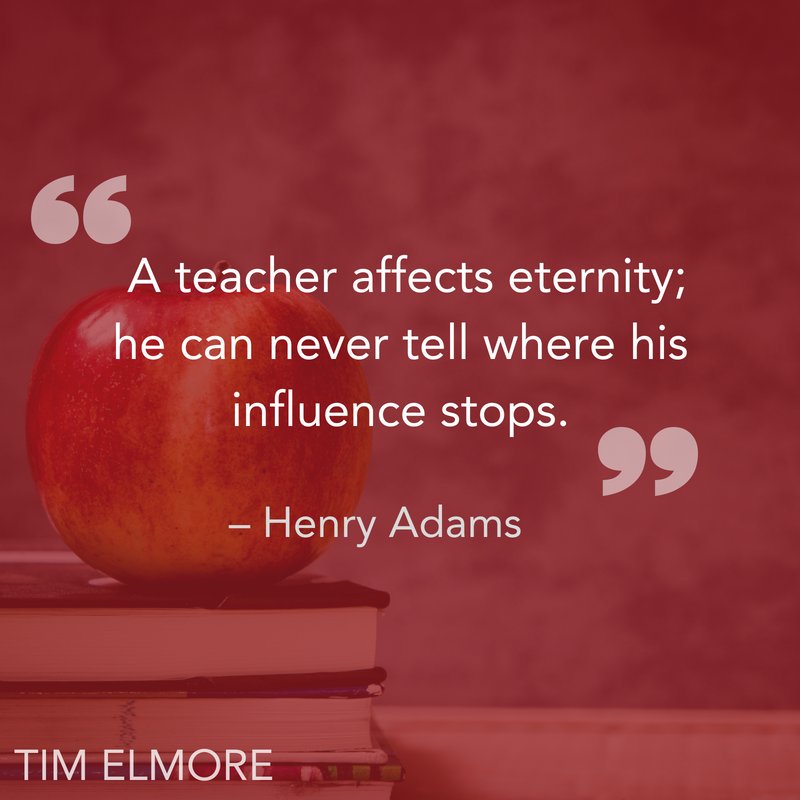 “
A teacher affects eternity;
he can never tell where his
influence stops.
”
– Henry Adams
TIM ELMORE